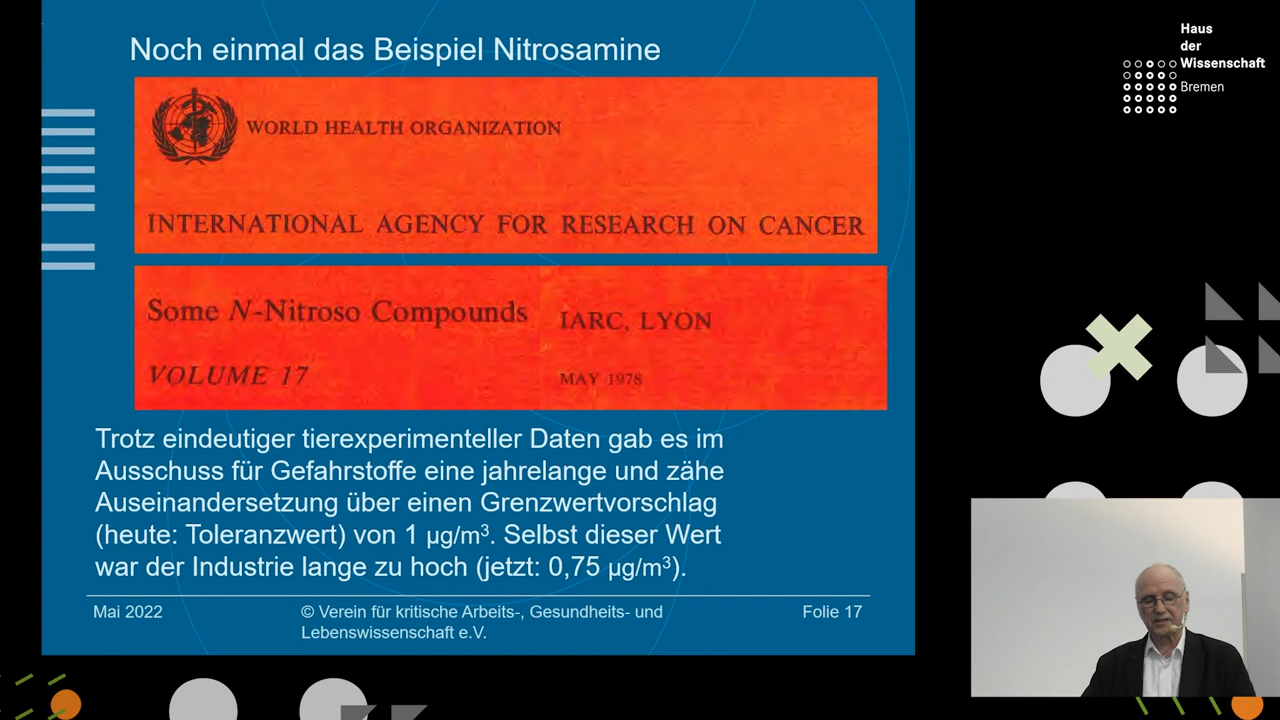 Noch einmal das Beispiel Nitrosamine
WORLD HEALTH ORGANIZATION
INTERNATIONAL AGENCY FOR RESEARCH ON CANCER
Some N-Nitroso Compounds
VOLUME 17
IARC, LYON
MAY 1978
Trotz eindeutiger tierexperimenteller Daten gab es im
Ausschuss für Gefahrstoffe eine jahrelange und zähe
Auseinandersetzung über einen Grenzwertvorschlag
(heute: Toleranzwert) von 1 µg/m³. Selbst dieser Wert
war der Industrie lange zu hoch (jetzt: 0,75 µg/m³).
Mai 2022
© Verein für kritische Arbeits-, Gesundheits- und
Lebenswissenschaft e.V.
Folie 17
Haus
der
Wissenschaft
Bremen